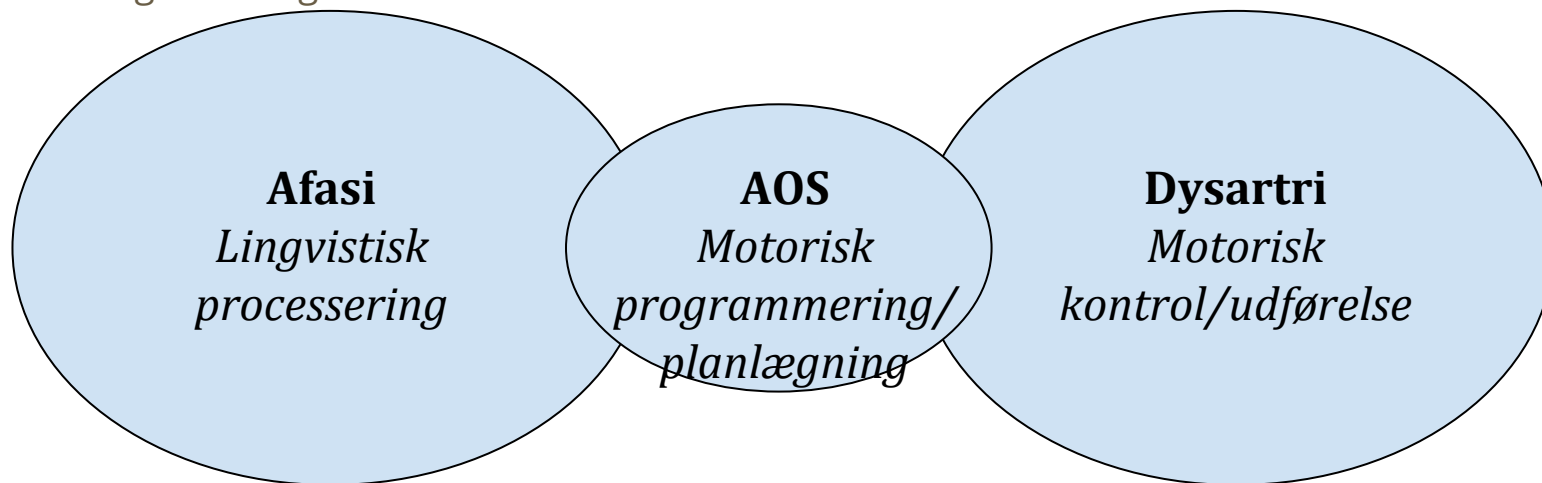 Afasi
Lingvistisk
processering
AOS
Motorisk
programmering/
planlægning
Dysartri
Motorisk
kontrol/udførelse